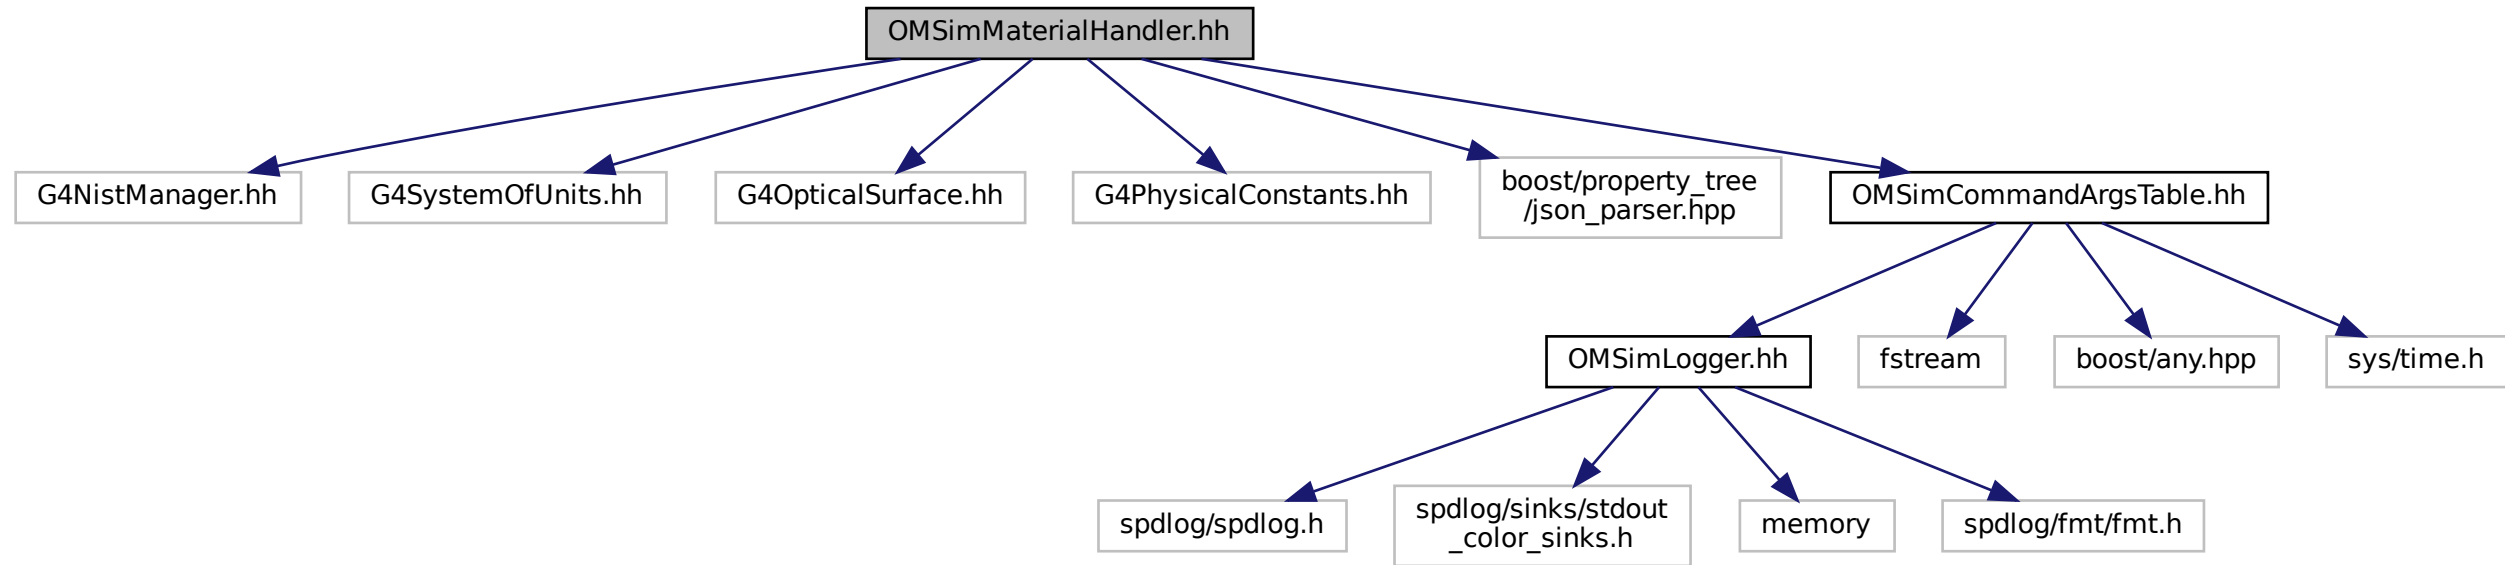 OMSimMaterialHandler.hh
G4NistManager.hh
G4SystemOfUnits.hh
G4OpticalSurface.hh
G4PhysicalConstants.hh
boost/property_tree
/json_parser.hpp
OMSimCommandArgsTable.hh
OMSimLogger.hh
fstream
boost/any.hpp
sys/time.h
spdlog/spdlog.h
spdlog/sinks/stdout
_color_sinks.h
memory
spdlog/fmt/fmt.h